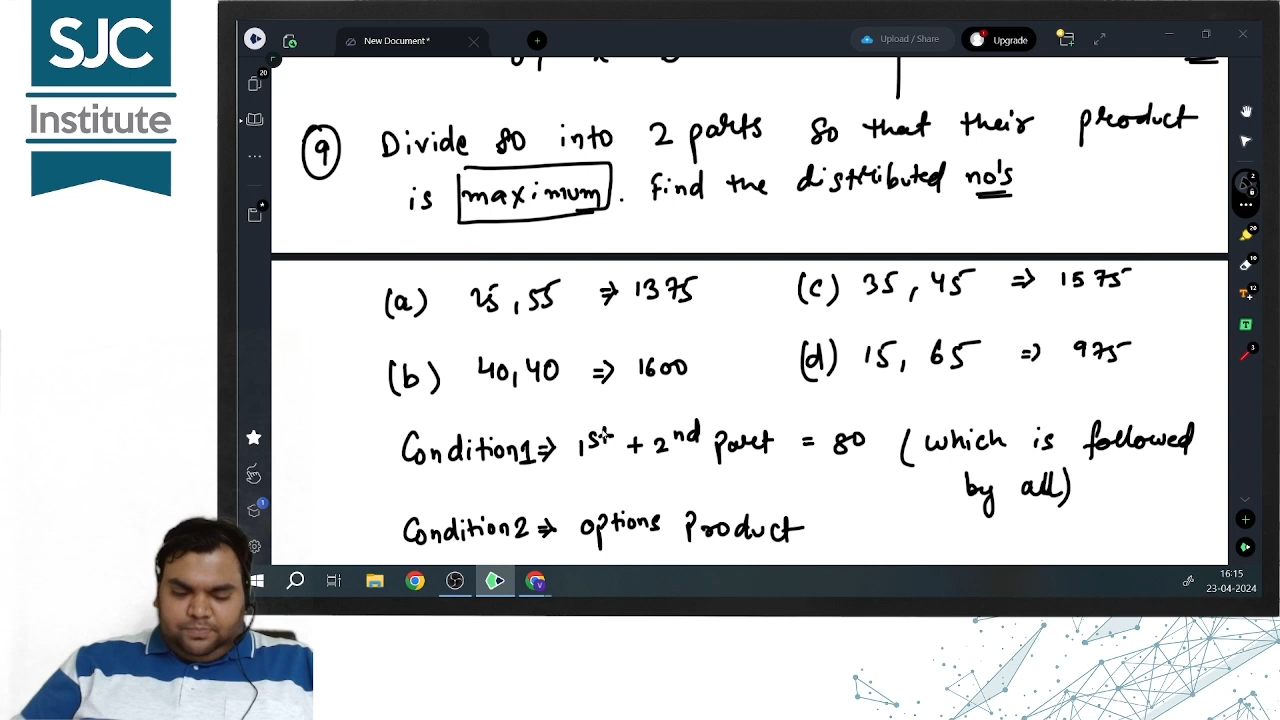 SJC
Institute
New Document*
Upload / Share
Upgrade
(9) Divide 80 into 2 parts so that their product
is maximum. Find the distributed no's
(a) 25, 55 ⇒ 1375
(c) 35, 45 ⇒ 1575
(b) 40, 40 ⇒ 1600
(d) 15, 65 ⇒ 975
Condition1 ⇒ 1st + 2nd Part = 80 (which is followed
by all)
Condition2 ⇒ options Product
16:15
23-04-2024